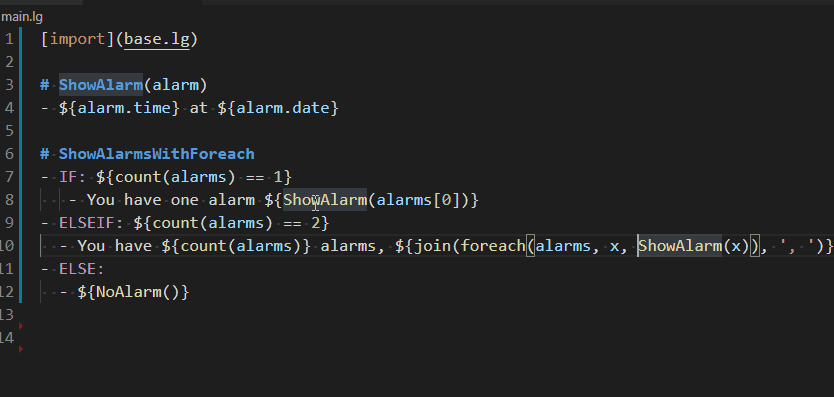 main.lg
1 [import](base.lg)
2
3 # ShowAlarm(alarm)
4 - ${alarm.time} at ${alarm.date}
5
6 # ShowAlarmsWithForeach
7 - IF: ${count(alarms) == 1}
8 - You have one alarm ${ShowAlarm(alarms[0])}
9 - ELSEIF: ${count(alarms) == 2}
10 - You have ${count(alarms)} alarms, ${join(foreach(alarms, x, ShowAlarm(x)), ', ')}
11 - ELSE:
12 - ${NoAlarm()}
13
14